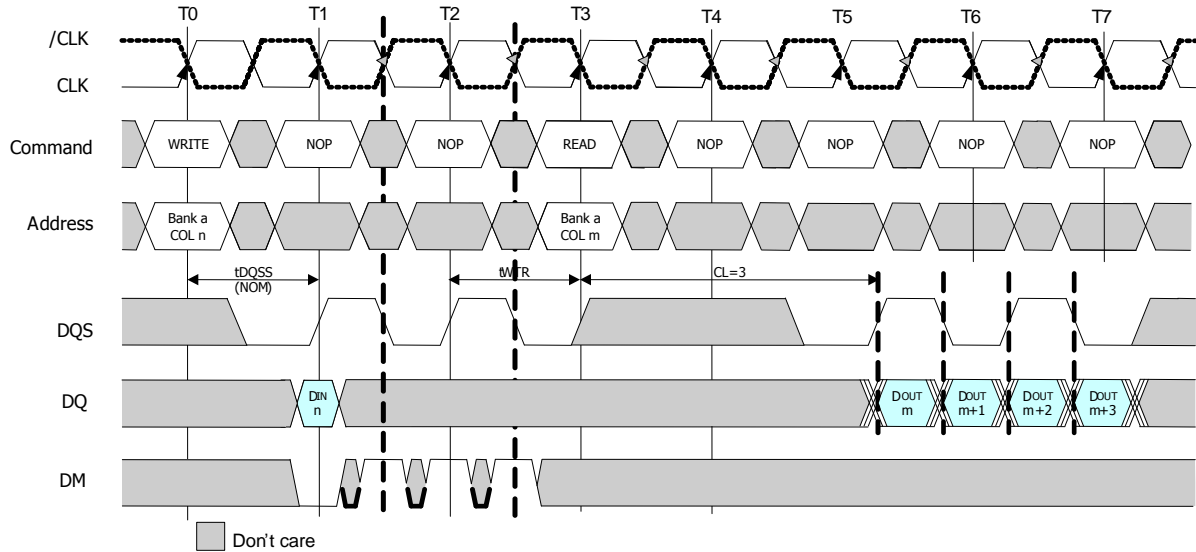 T0 T1 T2 T3 T4 T5 T6 T7
/CLK
CLK
Command WRITE NOP NOP READ NOP NOP NOP NOP
Address Bank a COL n Bank a COL m
tDQSS (NOM) tWTR CL=3
DQS
DQ DIN n DOUT m DOUT m+1 DOUT m+2 DOUT m+3
DM
Don't care